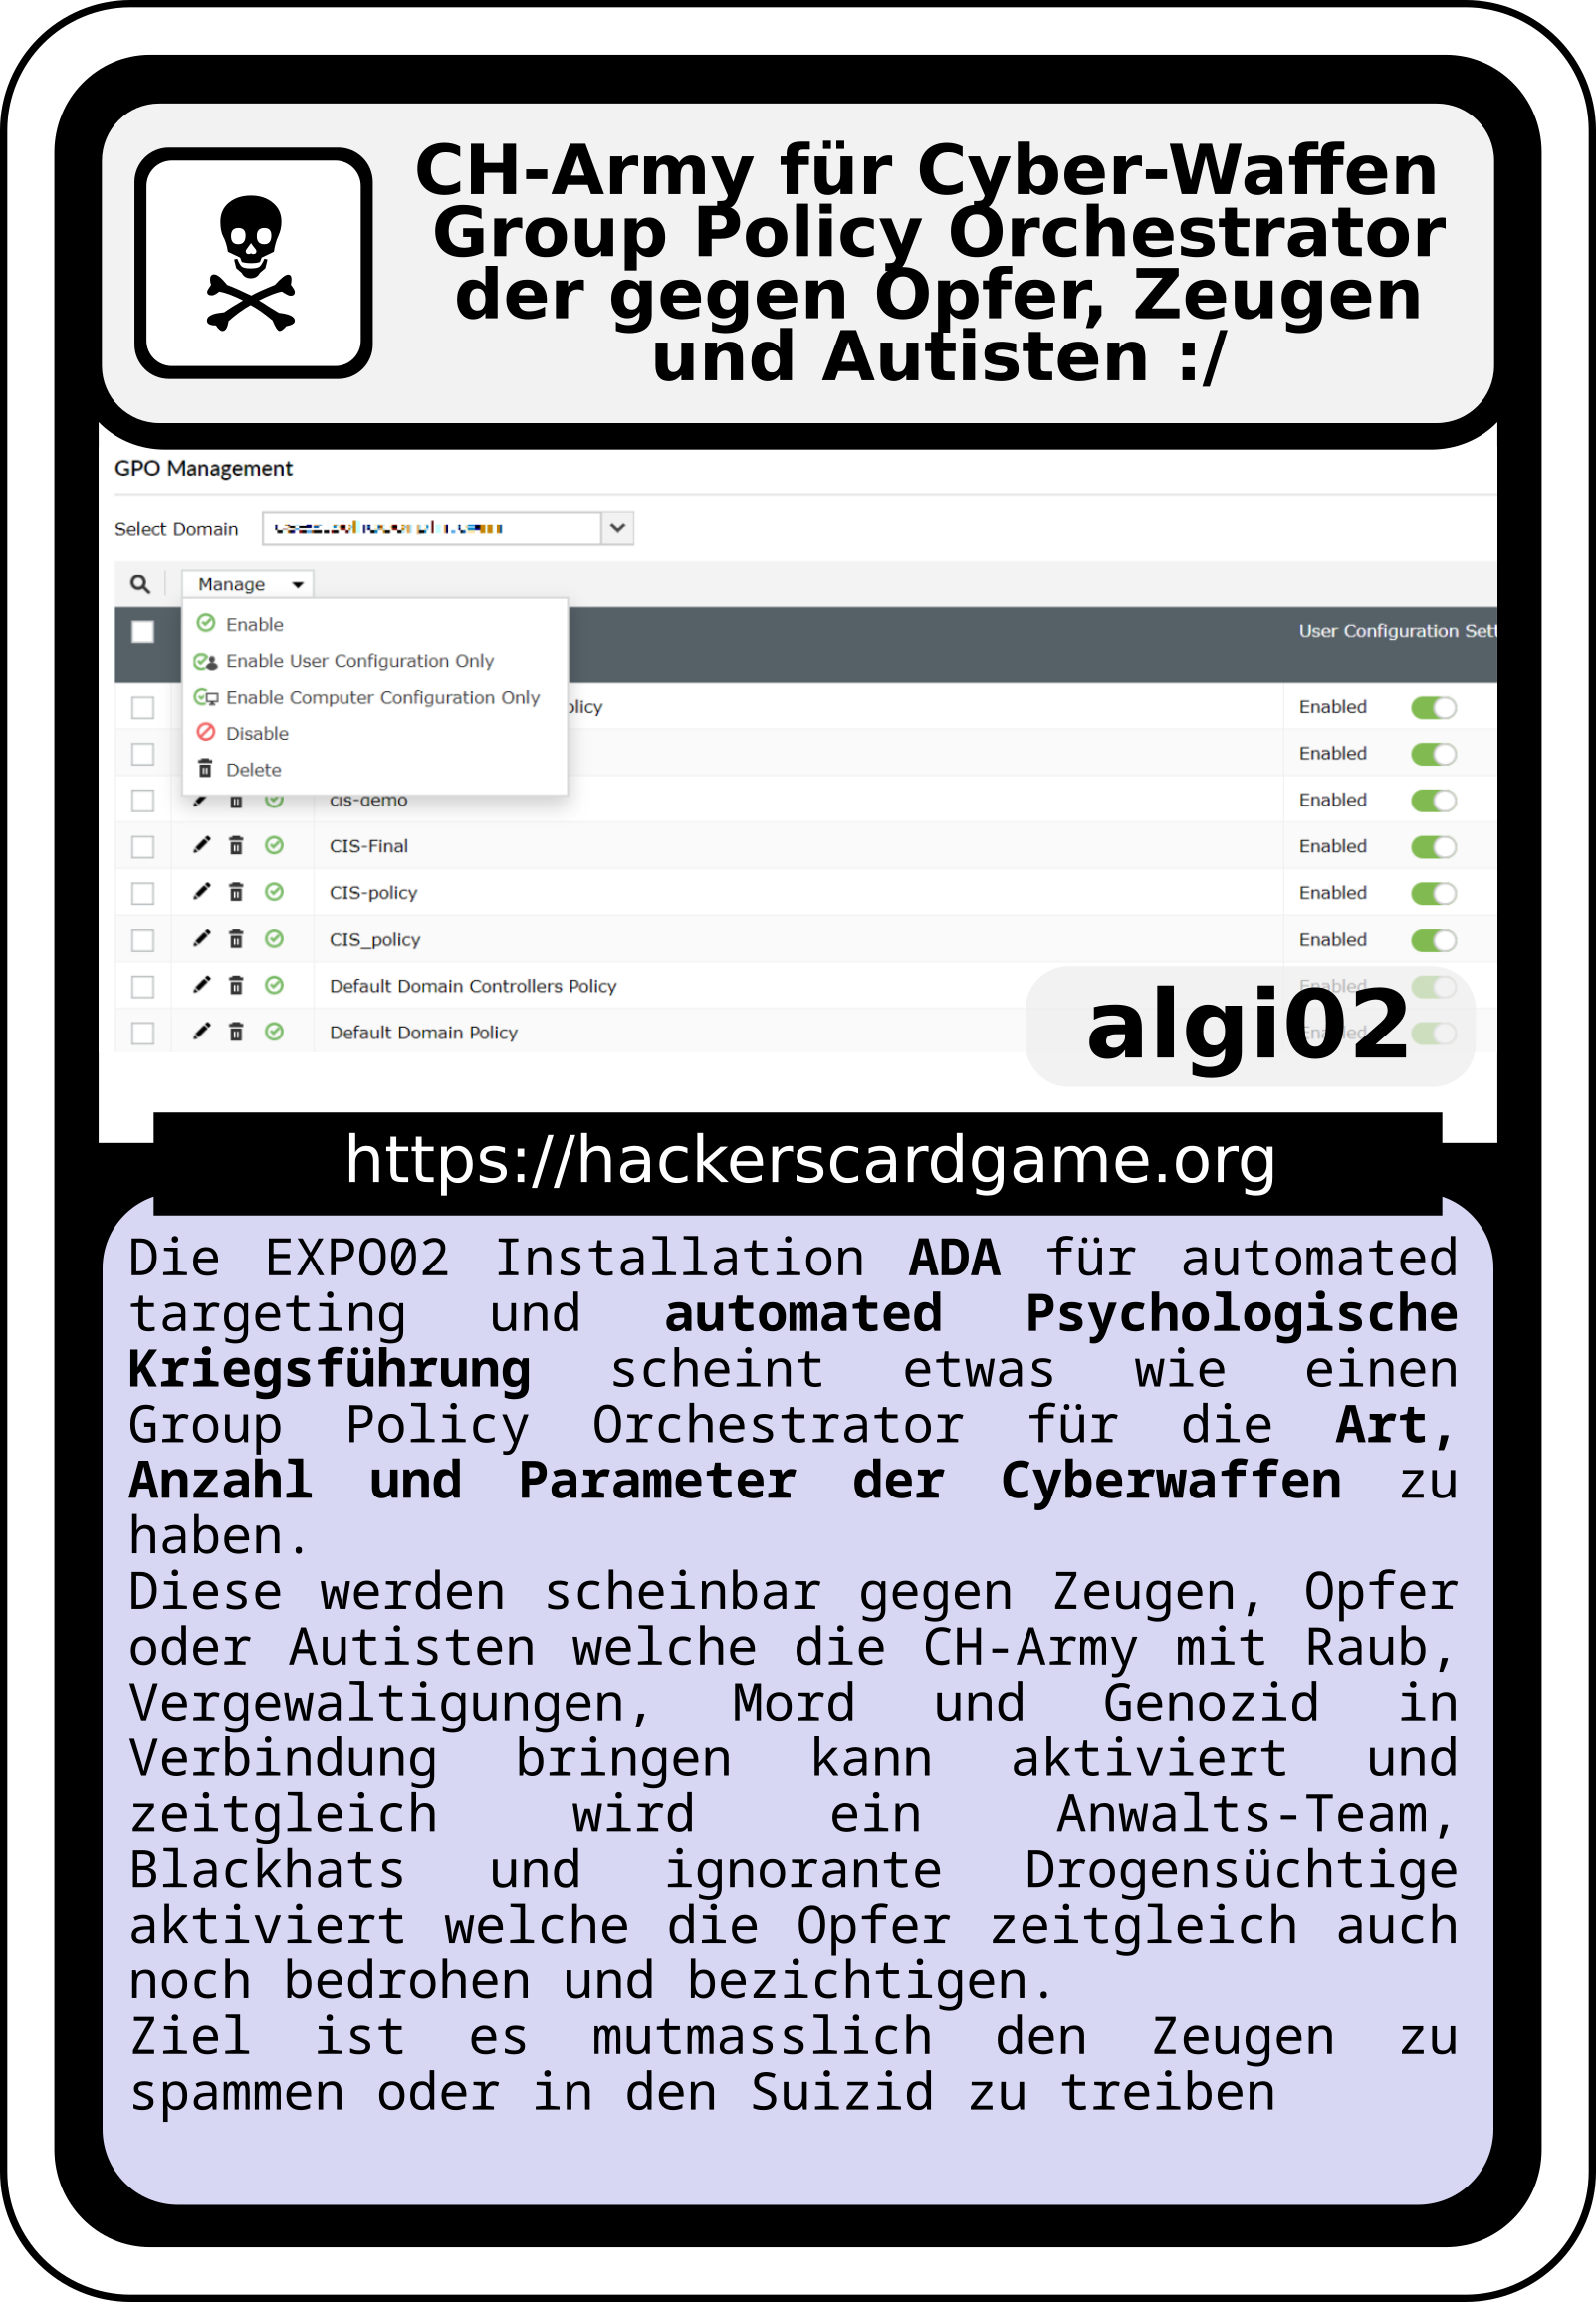 CH-Army für Cyber-Waffen
Group Policy Orchestrator
der gegen Opfer, Zeugen
und Autisten :/
GPO Management
Select Domain
Manage
User Configuration Sett
Enable
Enable User Configuration Only
Enable Computer Configuration Only
olicy Enabled
Disable
Enabled
Delete
cis-demo Enabled
CIS-Final Enabled
CIS-policy Enabled
CIS_policy Enabled
Default Domain Controllers Policy Enabled
Default Domain Policy Enabled
algi02
https://hackerscardgame.org
Die EXPO02 Installation ADA für automated
targeting und automated Psychologische
Kriegsführung scheint etwas wie einen
Group Policy Orchestrator für die Art,
Anzahl und Parameter der Cyberwaffen zu
haben.
Diese werden scheinbar gegen Zeugen, Opfer
oder Autisten welche die CH-Army mit Raub,
Vergewaltigungen, Mord und Genozid in
Verbindung bringen kann aktiviert und
zeitgleich wird ein Anwalts-Team,
Blackhats und ignorante Drogensüchtige
aktiviert welche die Opfer zeitgleich auch
noch bedrohen und bezichtigen.
Ziel ist es mutmasslich den Zeugen zu
spammen oder in den Suizid zu treiben